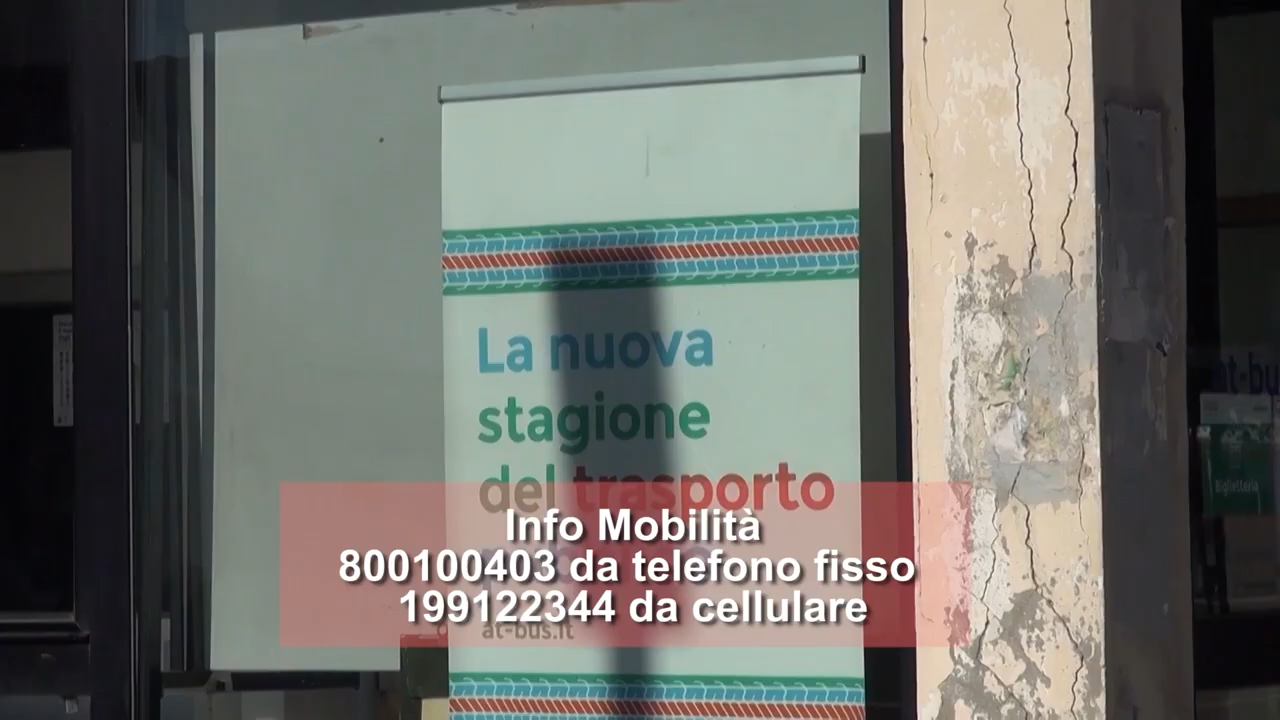 La nuova
stagione
del trasporto
Info Mobilità
800100403 da telefono fisso
199122344 da cellulare
at-bus.it
at-bu
Biglietteria